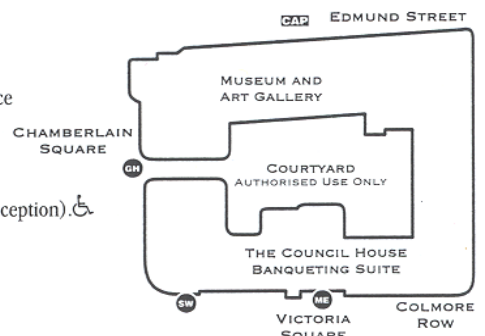 CAP EDMUND STREET
MUSEUM AND
ART GALLERY
CHAMBERLAIN
SQUARE
GH
COURTYARD
AUTHORISED USE ONLY
ception).
THE COUNCIL HOUSE
BANQUETING SUITE
SW
ME
VICTORIA
SQUARE
COLMORE
ROW